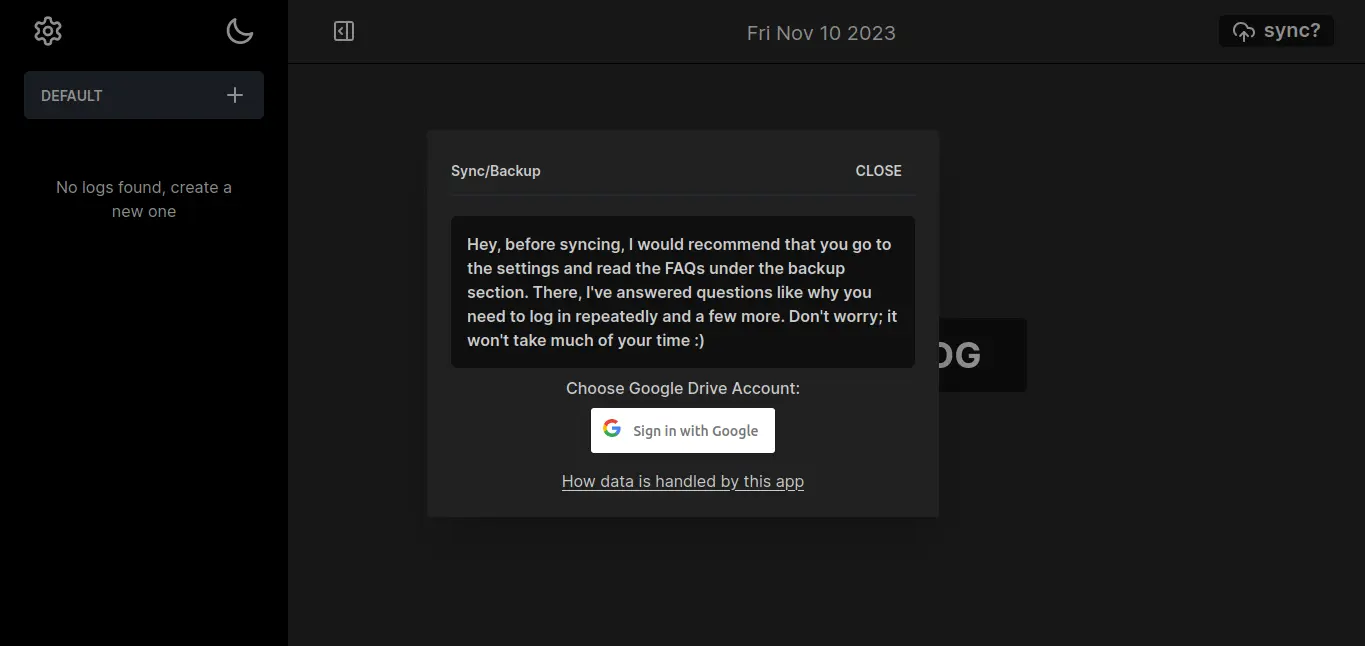 Fri Nov 10 2023
sync?
DEFAULT
No logs found, create a
new one
Sync/Backup
CLOSE
Hey, before syncing, I would recommend that you go to
the settings and read the FAQs under the backup
section. There, I've answered questions like why you
need to log in repeatedly and a few more. Don't worry; it
won't take much of your time :)
Choose Google Drive Account:
Sign in with Google
How data is handled by this app